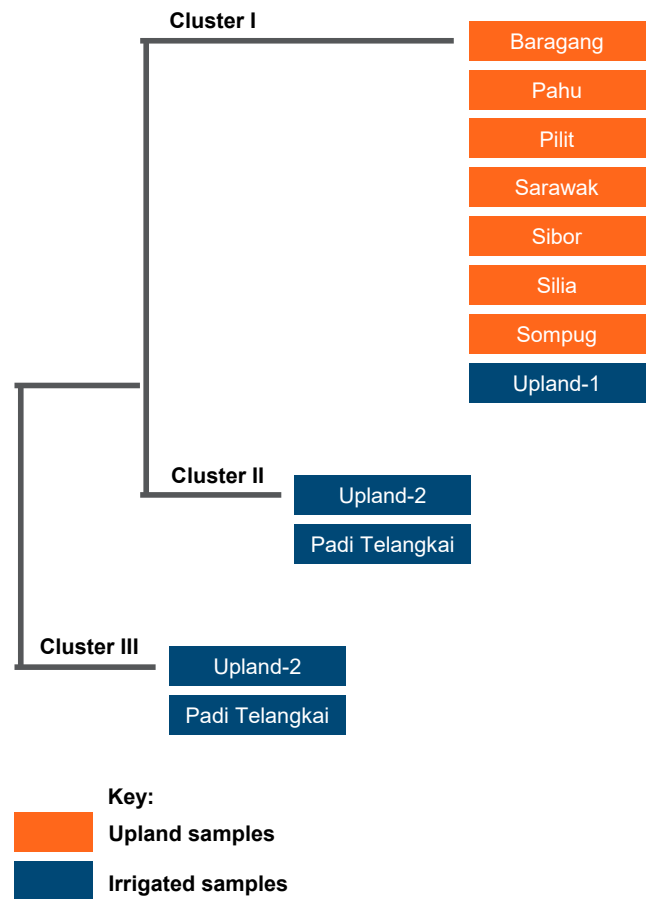 Cluster I
Baragang
Pahu
Pilit
Sarawak
Sibor
Silia
Sompug
Upland-1
Cluster II
Upland-2
Padi Telangkai
Cluster III
Upland-2
Padi Telangkai
Key:
Upland samples
Irrigated samples